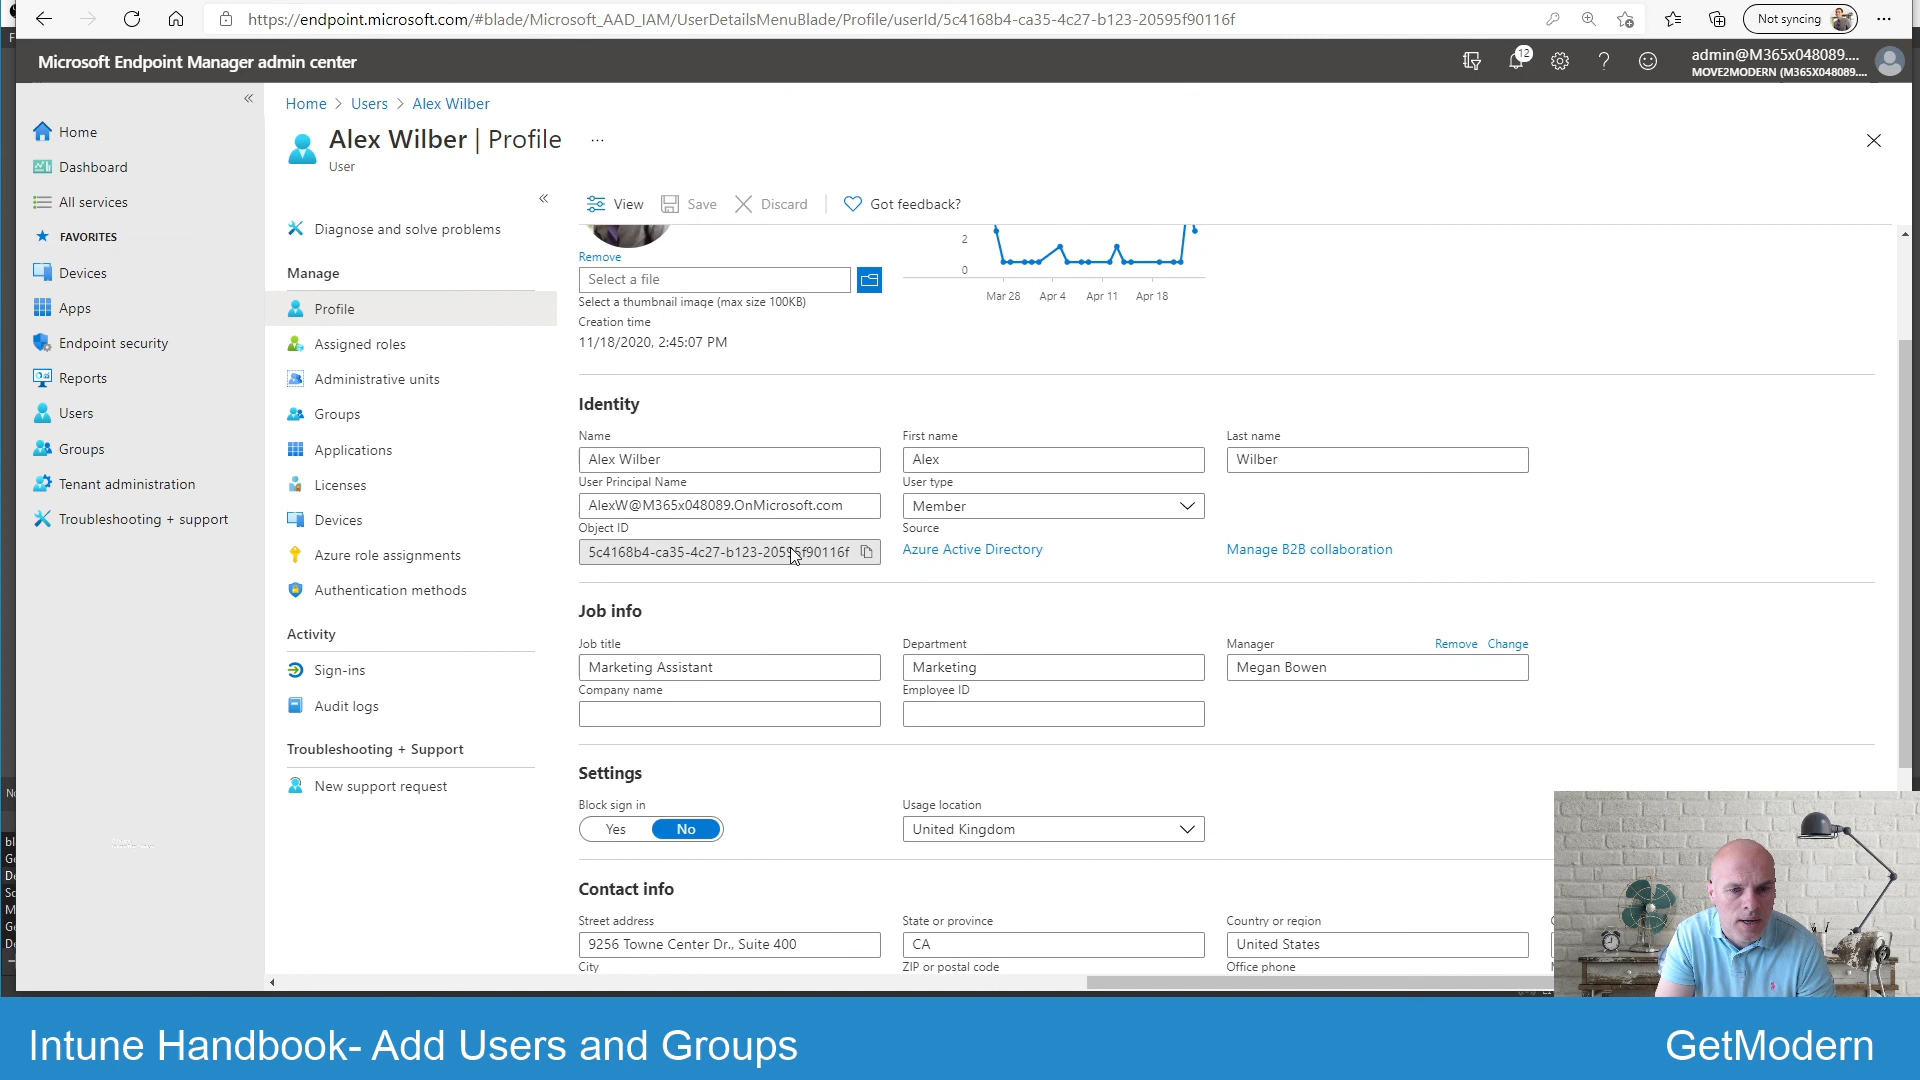 https://endpoint.microsoft.com/#blade/Microsoft_AAD_IAM/UserDetailsMenuBlade/Profile/userId/5c4168b4-ca35-4c27-b123-20595f90116f
Not syncing
Microsoft Endpoint Manager admin center
12
admin@M365x048089....
MOVE2MODERN (M365X048089....
Home
Dashboard
All services
FAVORITES
Devices
Apps
Endpoint security
Reports
Users
Groups
Tenant administration
Troubleshooting + support
Home > Users > Alex Wilber
Alex Wilber | Profile ...
User
Diagnose and solve problems
Manage
Profile
Assigned roles
Administrative units
Groups
Applications
Licenses
Devices
Azure role assignments
Authentication methods
Activity
Sign-ins
Audit logs
Troubleshooting + Support
New support request
View Save Discard Got feedback?
Remove
Select a file
Select a thumbnail image (max size 100KB)
Creation time
11/18/2020, 2:45:07 PM
2
0
Mar 28 Apr 4 Apr 11 Apr 18
Identity
Name First name Last name
Alex Wilber Alex Wilber
User Principal Name User type
AlexW@M365x048089.OnMicrosoft.com Member
Object ID Source
5c4168b4-ca35-4c27-b123-20595f90116f Azure Active Directory Manage B2B collaboration
Job info
Job title Department Manager Remove Change
Marketing Assistant Marketing Megan Bowen
Company name Employee ID
Settings
Block sign in Usage location
Yes No United Kingdom
Contact info
Street address State or province Country or region
9256 Towne Center Dr., Suite 400 CA United States
City ZIP or postal code Office phone
Intune Handbook- Add Users and Groups
GetModern